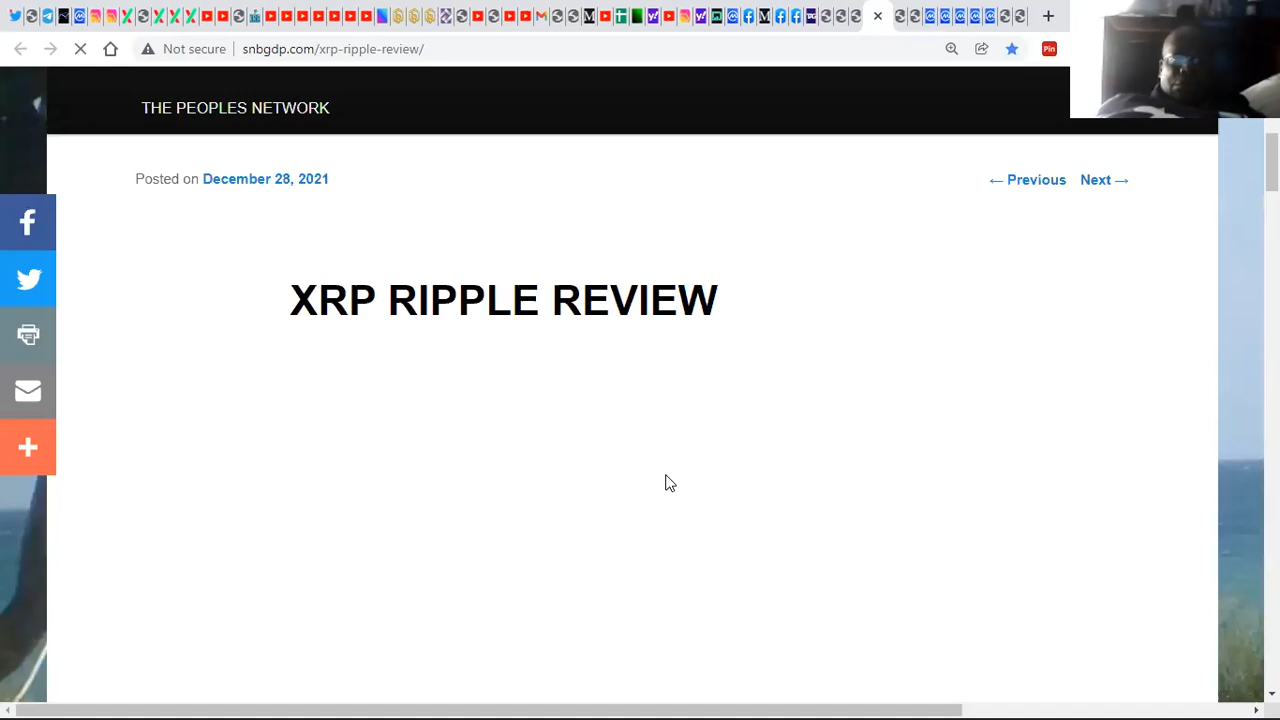 Not secure
snbgdp.com/xrp-ripple-review/
Pin
THE PEOPLES NETWORK
Posted on December 28, 2021
← Previous Next →
XRP RIPPLE REVIEW